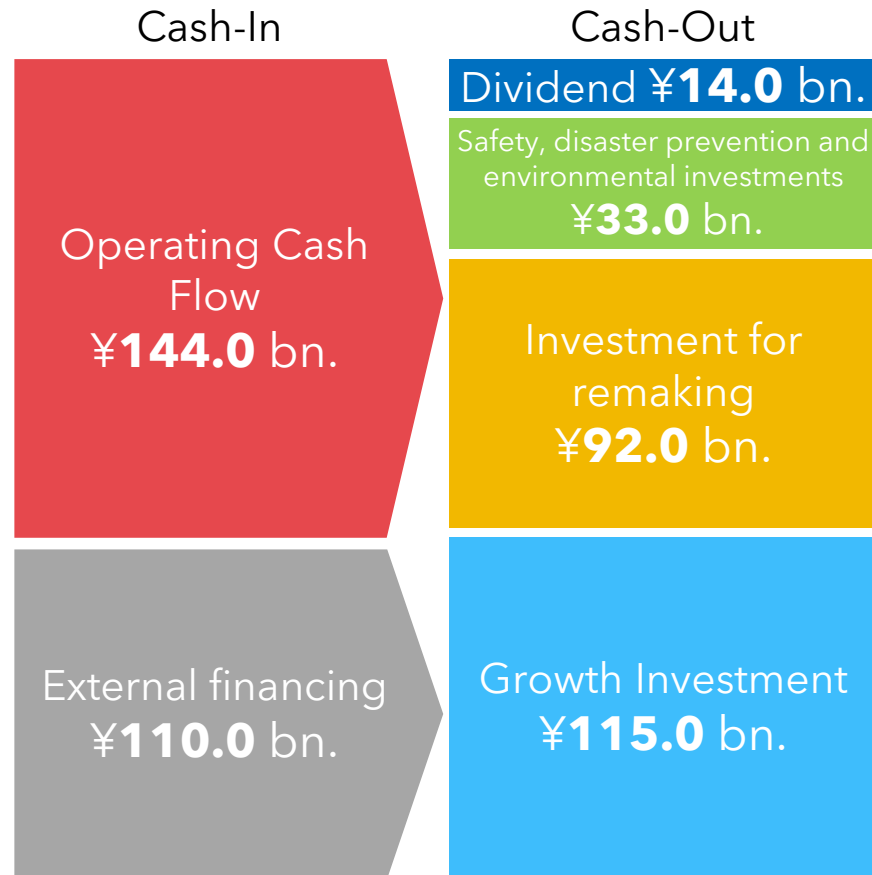 Cash-In
Cash-Out
Operating Cash
Flow
¥144.0 bn.
External financing
¥110.0 bn.
Dividend ¥14.0 bn.
Safety, disaster prevention and
environmental investments
¥33.0 bn.
Investment for
remaking
¥92.0 bn.
Growth Investment
¥115.0 bn.